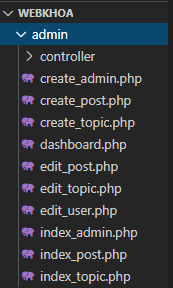 WEBKHOA
admin
controller
create_admin.php
create_post.php
create_topic.php
dashboard.php
edit_post.php
edit_topic.php
edit_user.php
index_admin.php
index_post.php
index_topic.php